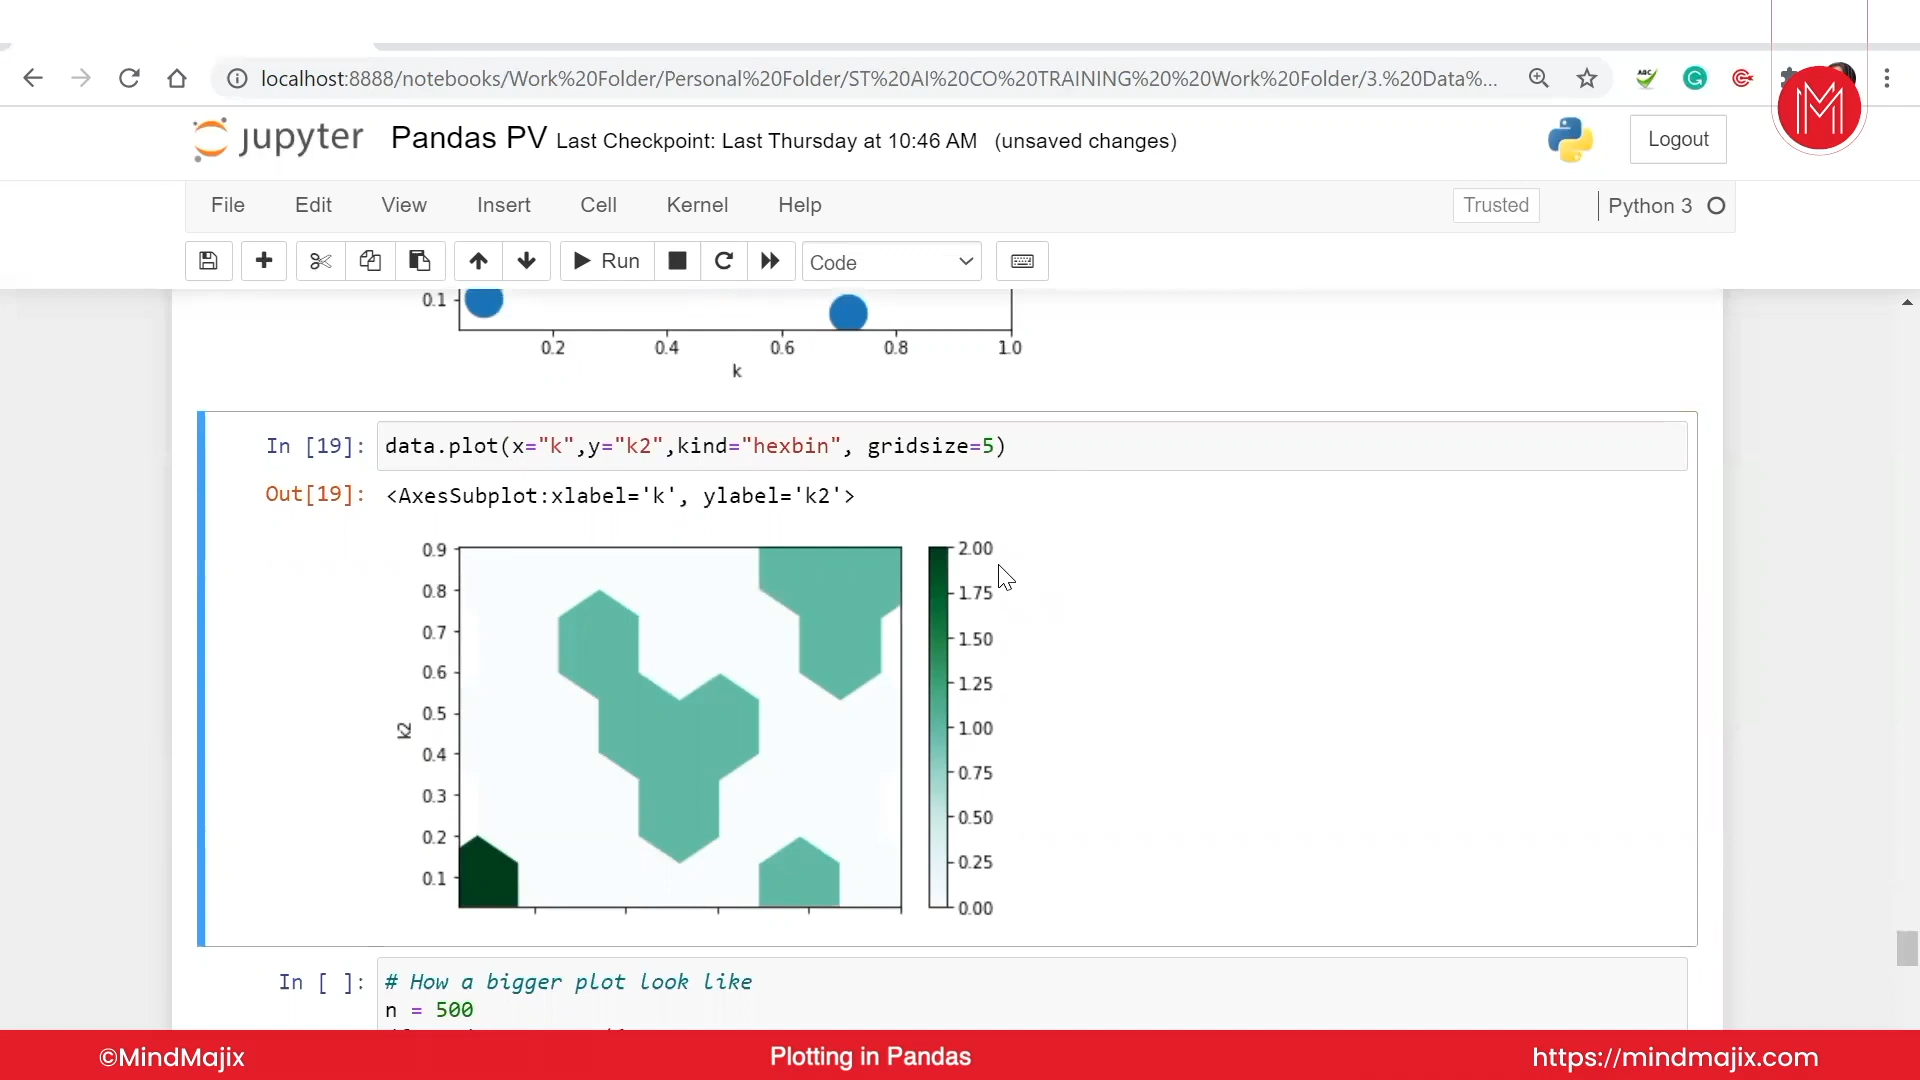 localhost:8888/notebooks/Work%20Folder/Personal%20Folder/ST%20AI%20CO%20TRAINING%20%20Work%20Folder/3.%20Data%...
ABC
G
M
jupyter Pandas PV Last Checkpoint: Last Thursday at 10:46 AM (unsaved changes)
Logout
File Edit View Insert Cell Kernel Help
Trusted
Python 3
Run
Code
0.1
0.2 0.4 0.6 0.8 1.0
k
In [19]: data.plot(x="k",y="k2",kind="hexbin", gridsize=5)
Out[19]: <AxesSubplot:xlabel='k', ylabel='k2'>
0.9
0.8
0.7
0.6
0.5
0.4
0.3
0.2
0.1
k2
2.00
1.75
1.50
1.25
1.00
0.75
0.50
0.25
0.00
In [ ]: # How a bigger plot look like
n = 500
©MindMajix
Plotting in Pandas
https://mindmajix.com